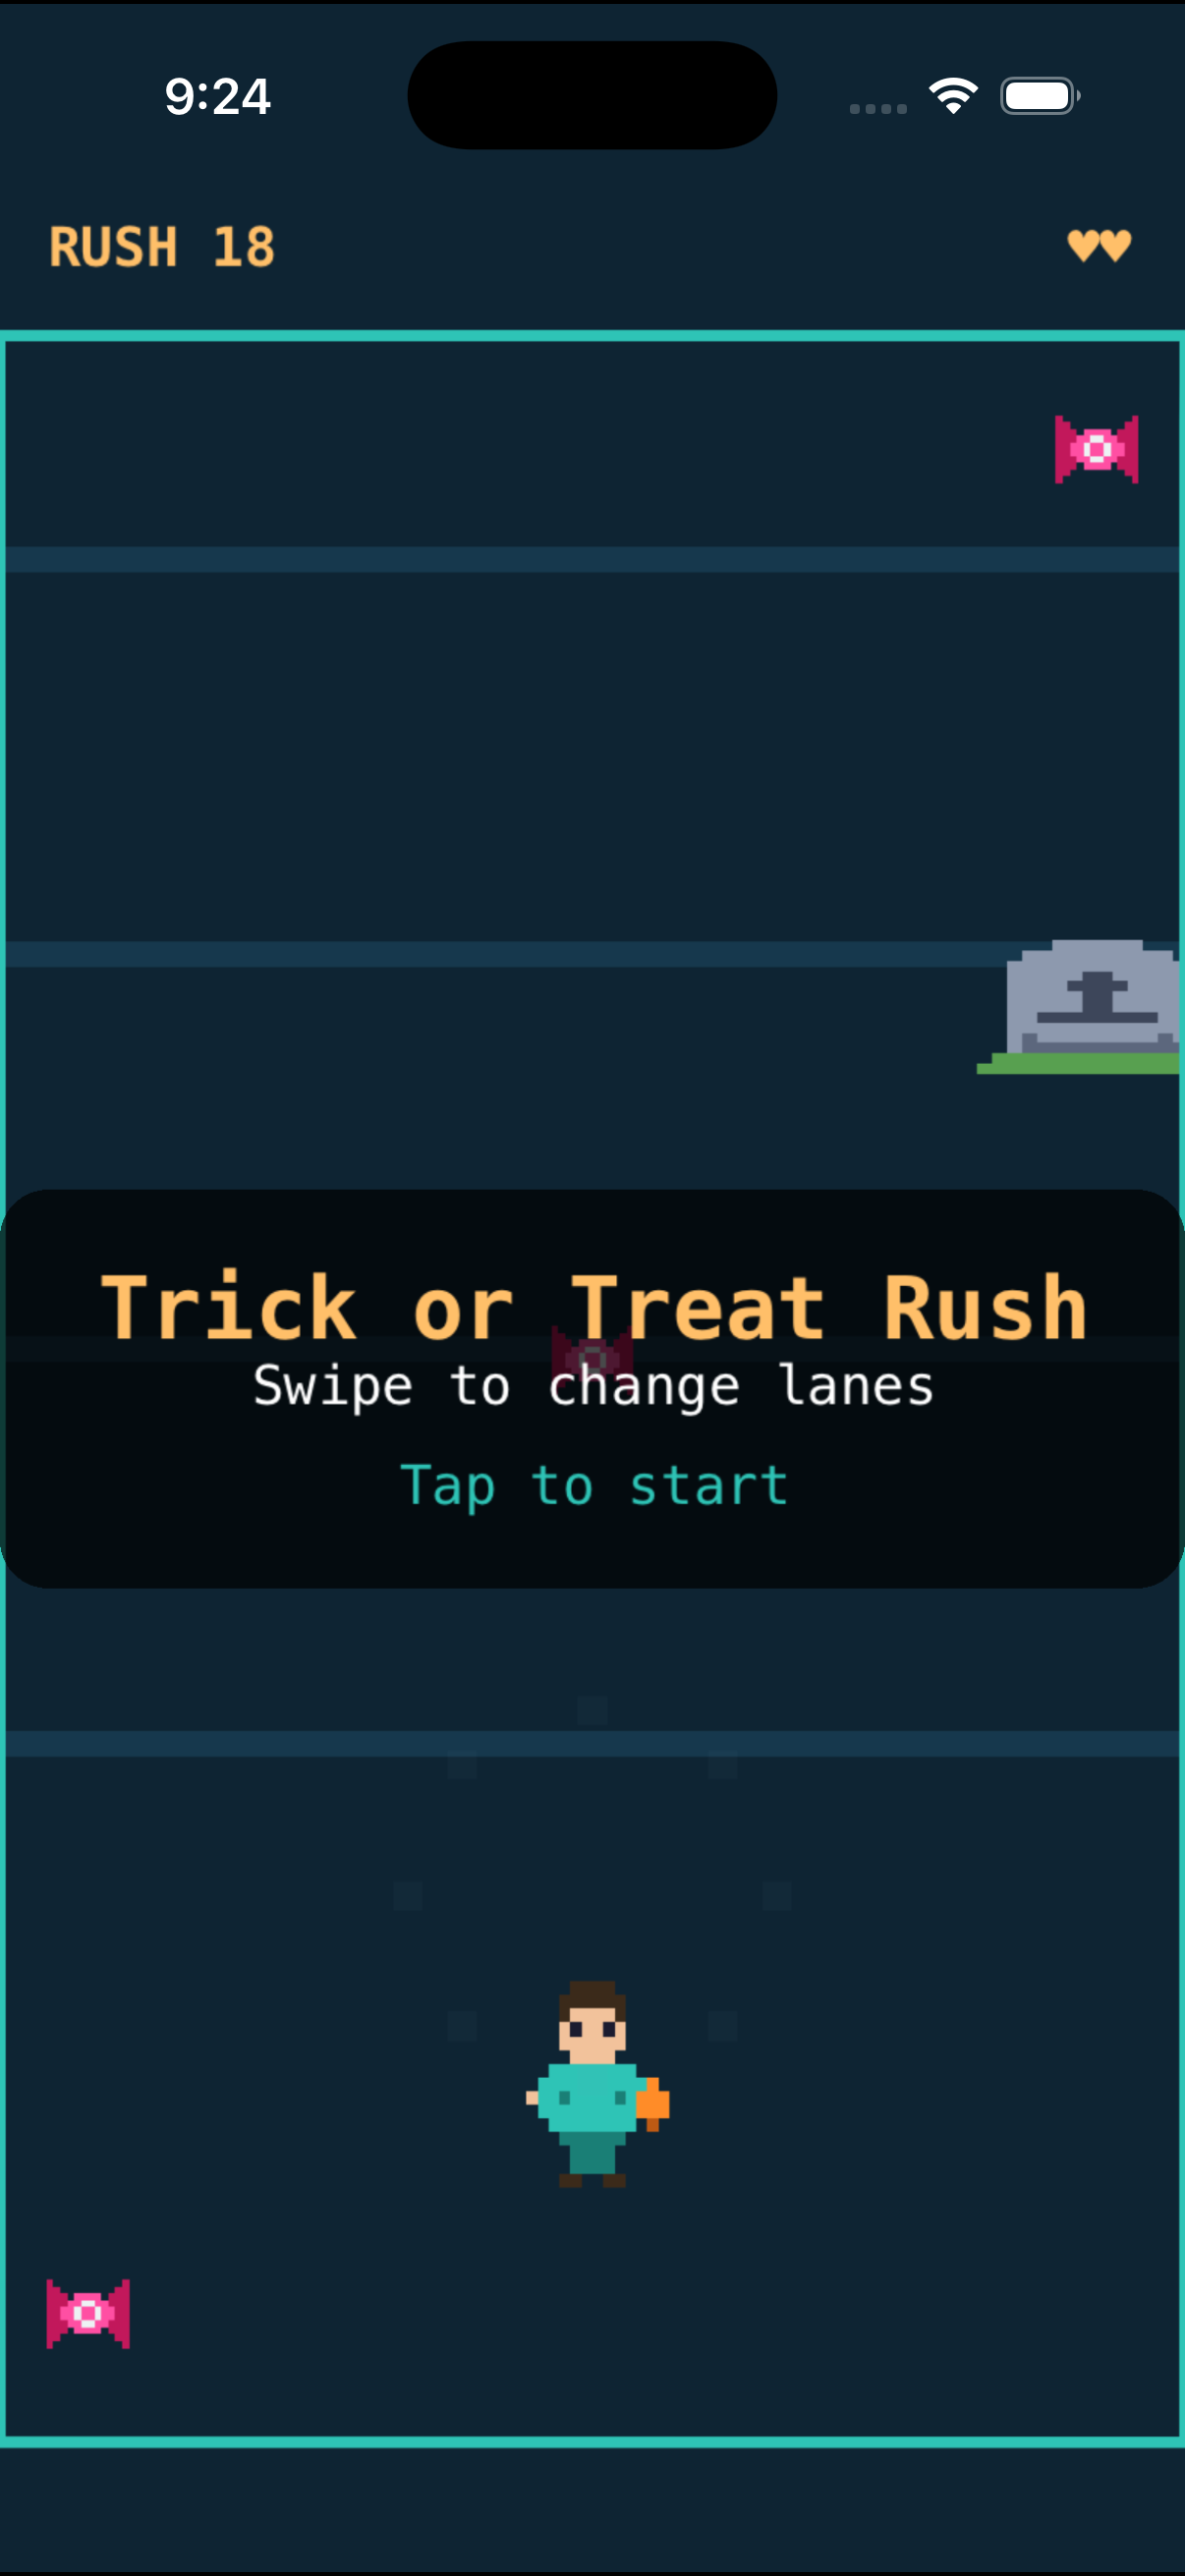 9:24
RUSH 18 ♥♥
Trick or Treat Rush
Swipe to change lanes
Tap to start